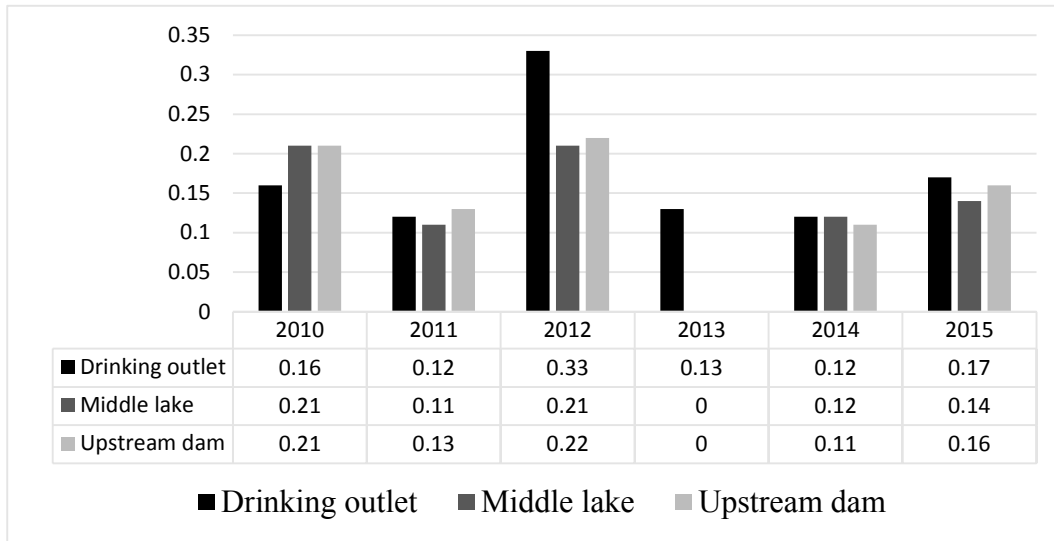 0.35
0.3
0.25
0.2
0.15
0.1
0.05
0
2010 2011 2012 2013 2014 2015
Drinking outlet 0.16 0.12 0.33 0.13 0.12 0.17
Middle lake 0.21 0.11 0.21 0 0.12 0.14
Upstream dam 0.21 0.13 0.22 0 0.11 0.16
Drinking outlet Middle lake Upstream dam